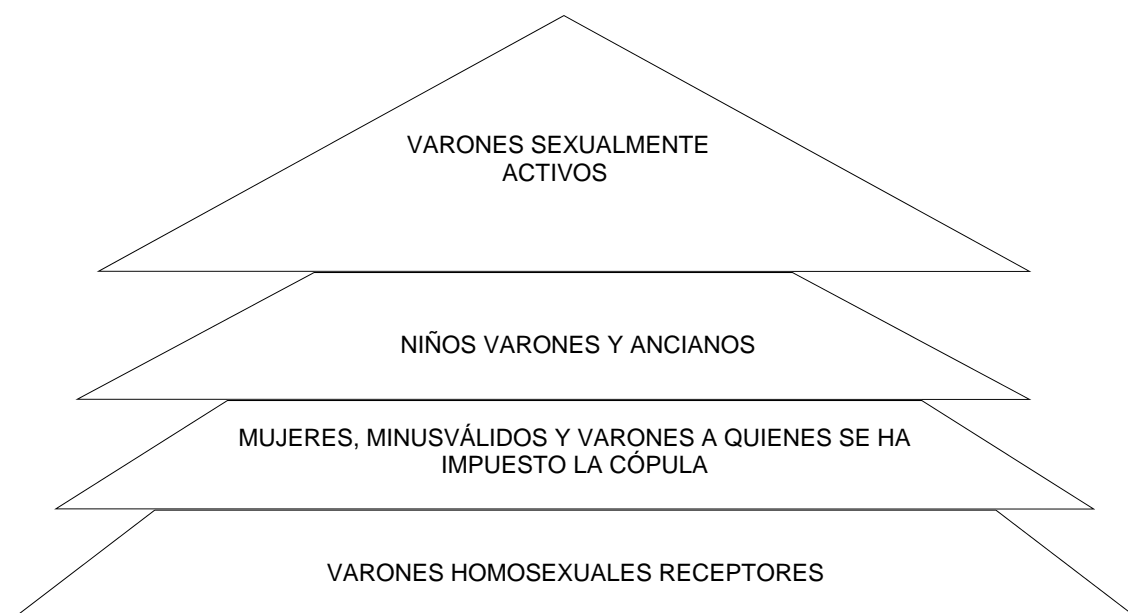 VARONES SEXUALMENTE
ACTIVOS
NIÑOS VARONES Y ANCIANOS
MUJERES, MINUSVÁLIDOS Y VARONES A QUIENES SE HA
IMPUESTO LA CÓPULA
VARONES HOMOSEXUALES RECEPTORES